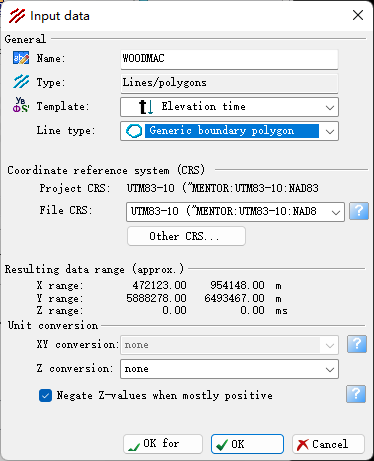 Input data
General
Name: WOODMAC
Type: Lines/polygons
Template: Elevation time
Line type: Generic boundary polygon
Coordinate reference system (CRS)
Project CRS: UTM83-10 ("MENTOR:UTM83-10:NAD83
File CRS: UTM83-10 ("MENTOR:UTM83-10:NAD8
Other CRS...
Resulting data range (approx.)
X range: 472123.00 954148.00 m
Y range: 5888278.00 6493467.00 m
Z range: 0.00 0.00 ms
Unit conversion
XY conversion: none
Z conversion: none
Negate Z-values when mostly positive
OK for OK Cancel